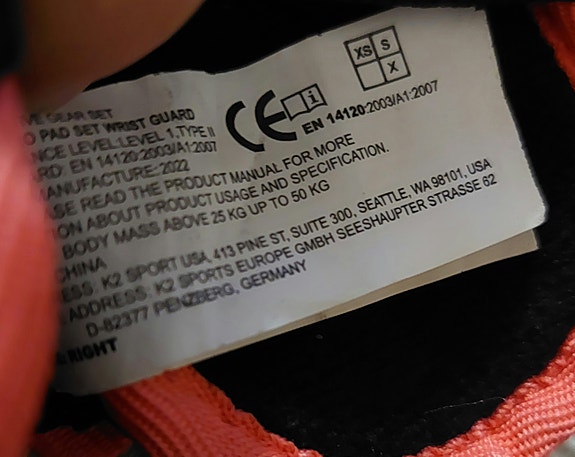 XS S
X
CE i
EN 14120:2003/A1:2007
VE GEAR SET
O PAD SET WRIST GUARD
NCE LEVEL:LEVEL 1,TYPE II
RD: EN 14120:2003/A1:2007
ANUFACTURE: 2022
SE READ THE PRODUCT MANUAL FOR MORE
ON ABOUT PRODUCT USAGE AND SPECIFICATION.
BODY MASS ABOVE 25 KG UP TO 50 KG
CHINA
ESS: K2 SPORT USA, 413 PINE ST, SUITE 300, SEATTLE, WA 98101, USA
ADDRESS: K2 SPORTS EUROPE GMBH SEESHAUPTER STRASSE 62
D-82377 PENZBERG, GERMANY
RIGHT